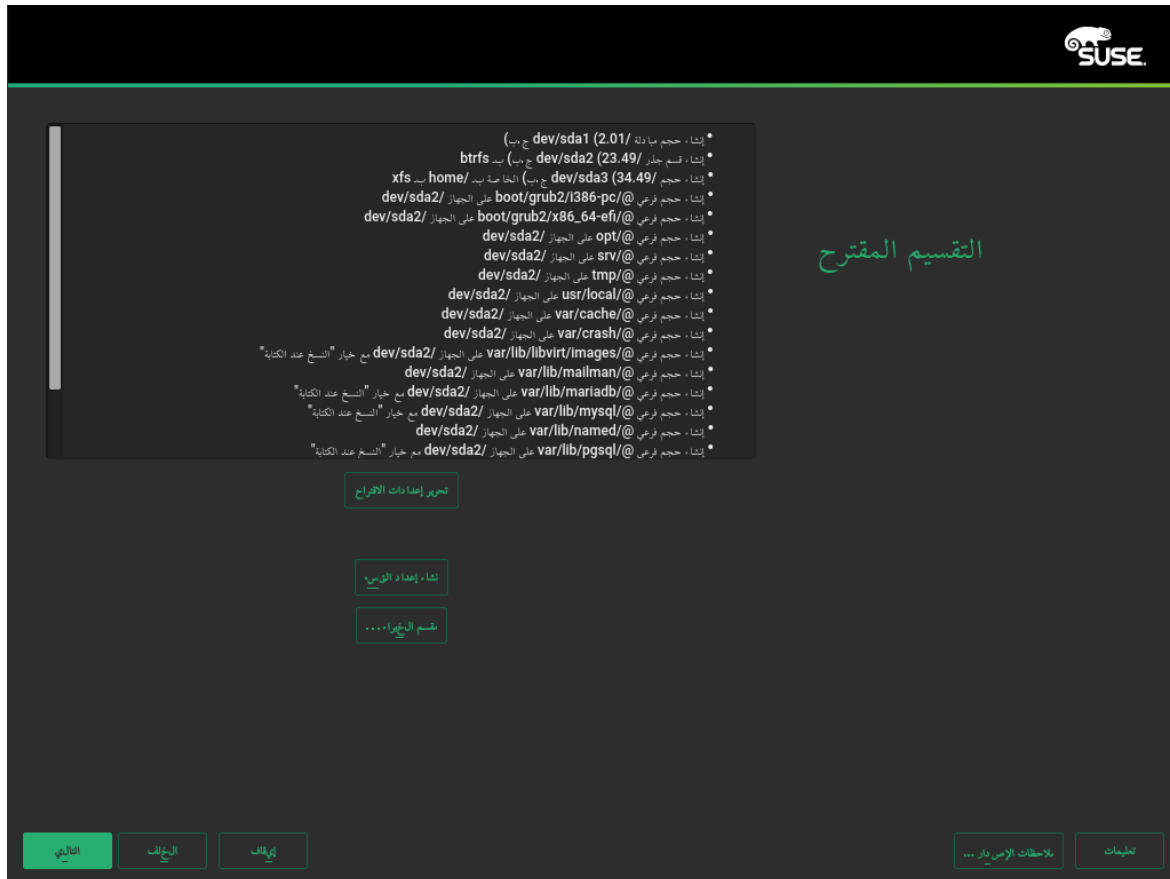 SUSE.
التقسيم المقترح
• إنشاء حجم مبادلة /dev/sda1 (2.01 ج.ب)
• إنشاء قسم جذر /dev/sda2 (23.49 ج.ب) بـ btrfs
• إنشاء حجم /dev/sda3 (34.49 ج.ب) الخاصة بـ /home بـ xfs
• إنشاء حجم فرعي @/boot/grub2/i386-pc على الجهاز /dev/sda2
• إنشاء حجم فرعي @/boot/grub2/x86_64-efi على الجهاز /dev/sda2
• إنشاء حجم فرعي @/opt على الجهاز /dev/sda2
• إنشاء حجم فرعي @/srv على الجهاز /dev/sda2
• إنشاء حجم فرعي @/tmp على الجهاز /dev/sda2
• إنشاء حجم فرعي @/usr/local على الجهاز /dev/sda2
• إنشاء حجم فرعي @/var/cache على الجهاز /dev/sda2
• إنشاء حجم فرعي @/var/crash على الجهاز /dev/sda2
• إنشاء حجم فرعي @/var/lib/libvirt/images على الجهاز /dev/sda2 مع خيار "النسخ عند الكتابة"
• إنشاء حجم فرعي @/var/lib/mailman على الجهاز /dev/sda2
• إنشاء حجم فرعي @/var/lib/mariadb على الجهاز /dev/sda2 مع خيار "النسخ عند الكتابة"
• إنشاء حجم فرعي @/var/lib/mysql على الجهاز /dev/sda2 مع خيار "النسخ عند الكتابة"
• إنشاء حجم فرعي @/var/lib/named على الجهاز /dev/sda2
• إنشاء حجم فرعي @/var/lib/pgsql على الجهاز /dev/sda2 مع خيار "النسخ عند الكتابة"
تحرير إعدادات الاقتراح
إعداد
مقسم الخبراء...
تعليمات
ملاحظات الإصدار ...
إيقاف
الخلف
التالي